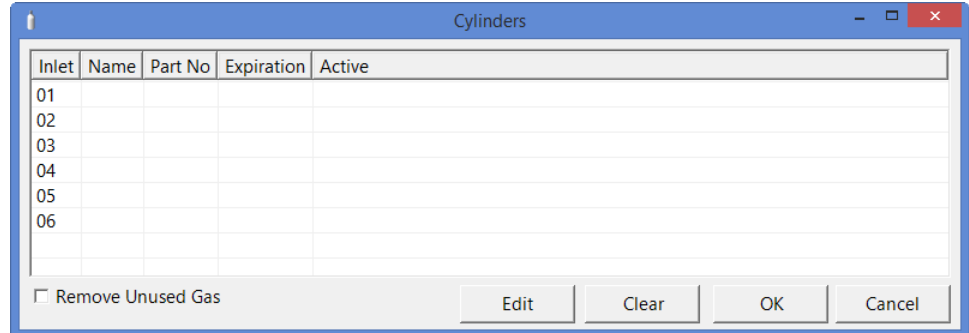 Cylinders
Inlet Name Part No Expiration Active
01
02
03
04
05
06
Remove Unused Gas Edit Clear OK Cancel